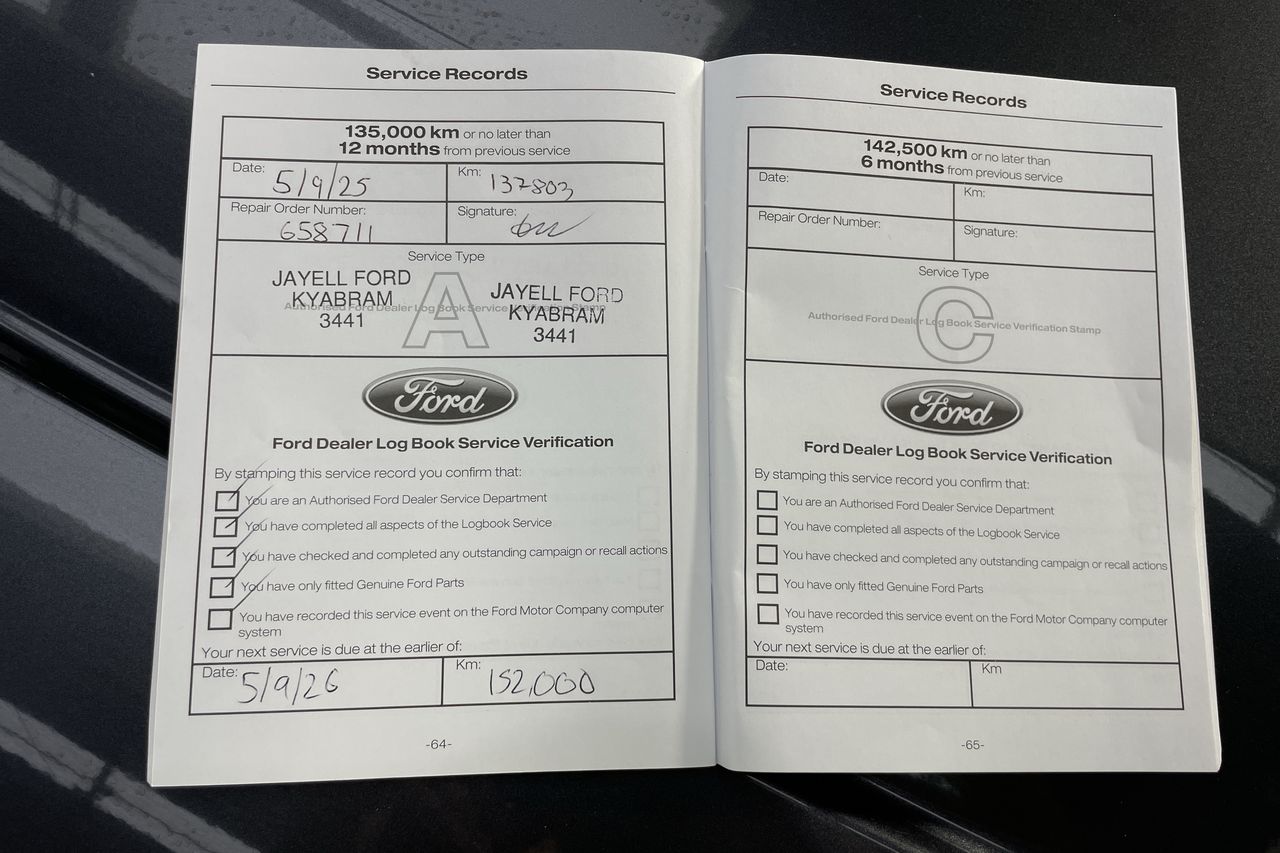 Service Records
135,000 km or no later than
12 months from previous service
Date: 5/9/25 Km: 137803
Repair Order Number: 658711 Signature:
Service Type
JAYELL FORD
KYABRAM
3441
A
JAYELL FORD
KYABRAM
3441
Authorised Ford Dealer Log Book Service Verification Stamp
Ford
Ford Dealer Log Book Service Verification
By stamping this service record you confirm that:
You are an Authorised Ford Dealer Service Department
You have completed all aspects of the Logbook Service
You have checked and completed any outstanding campaign or recall actions
You have only fitted Genuine Ford Parts
You have recorded this service event on the Ford Motor Company computer
system
Your next service is due at the earlier of:
Date: 5/9/26 Km: 152,000
-64-
Service Records
142,500 km or no later than
6 months from previous service
Date: Km:
Repair Order Number: Signature:
Service Type
C
Authorised Ford Dealer Log Book Service Verification Stamp
Ford
Ford Dealer Log Book Service Verification
By stamping this service record you confirm that:
You are an Authorised Ford Dealer Service Department
You have completed all aspects of the Logbook Service
You have checked and completed any outstanding campaign or recall actions
You have only fitted Genuine Ford Parts
You have recorded this service event on the Ford Motor Company computer
system
Your next service is due at the earlier of:
Date: Km
-65-